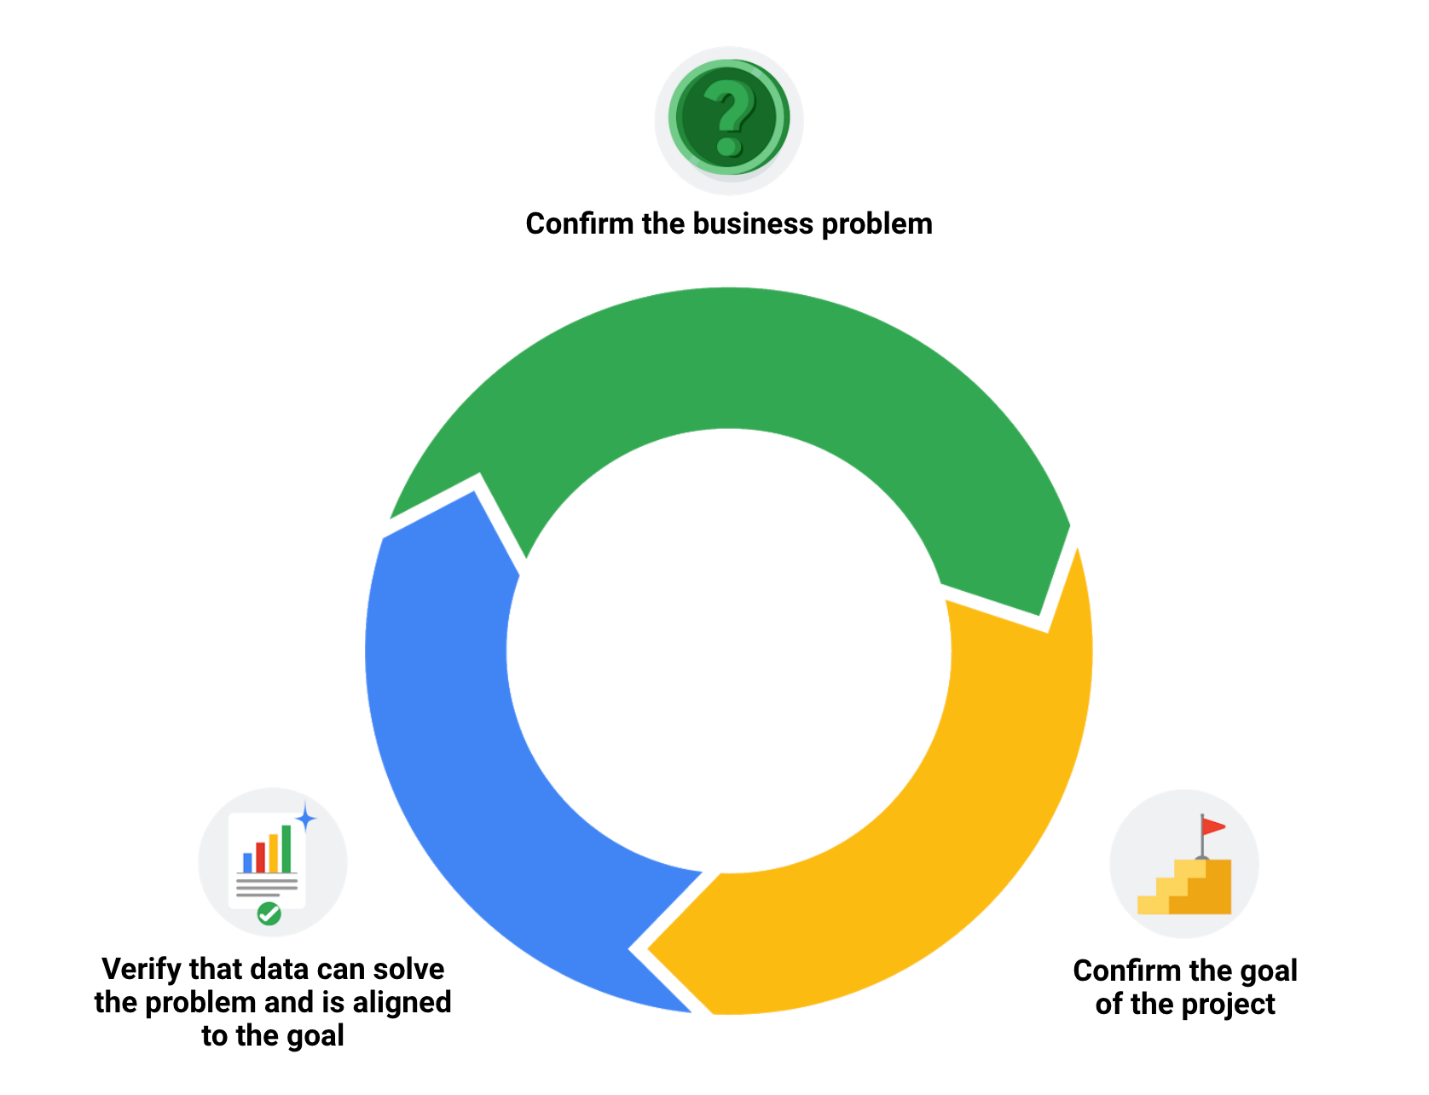 Confirm the business problem
Verify that data can solve
the problem and is aligned
to the goal
Confirm the goal
of the project